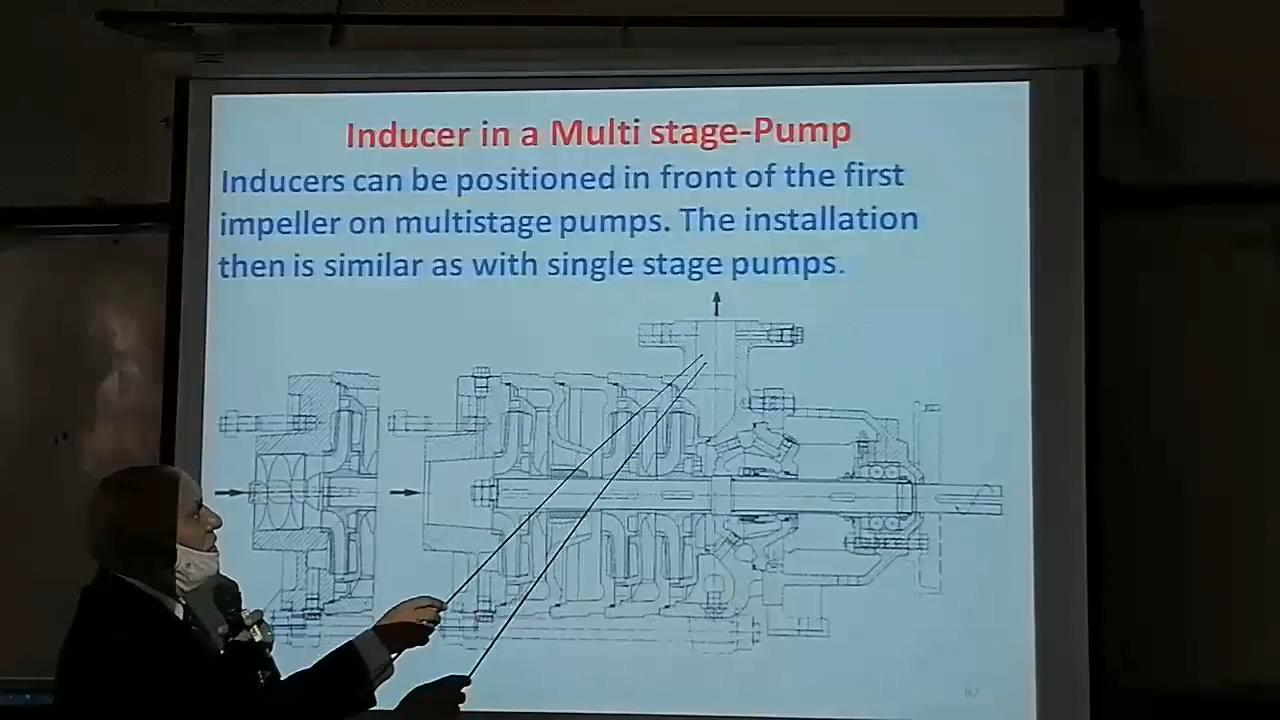 Inducer in a Multi stage-Pump
Inducers can be positioned in front of the first
impeller on multistage pumps. The installation
then is similar as with single stage pumps.